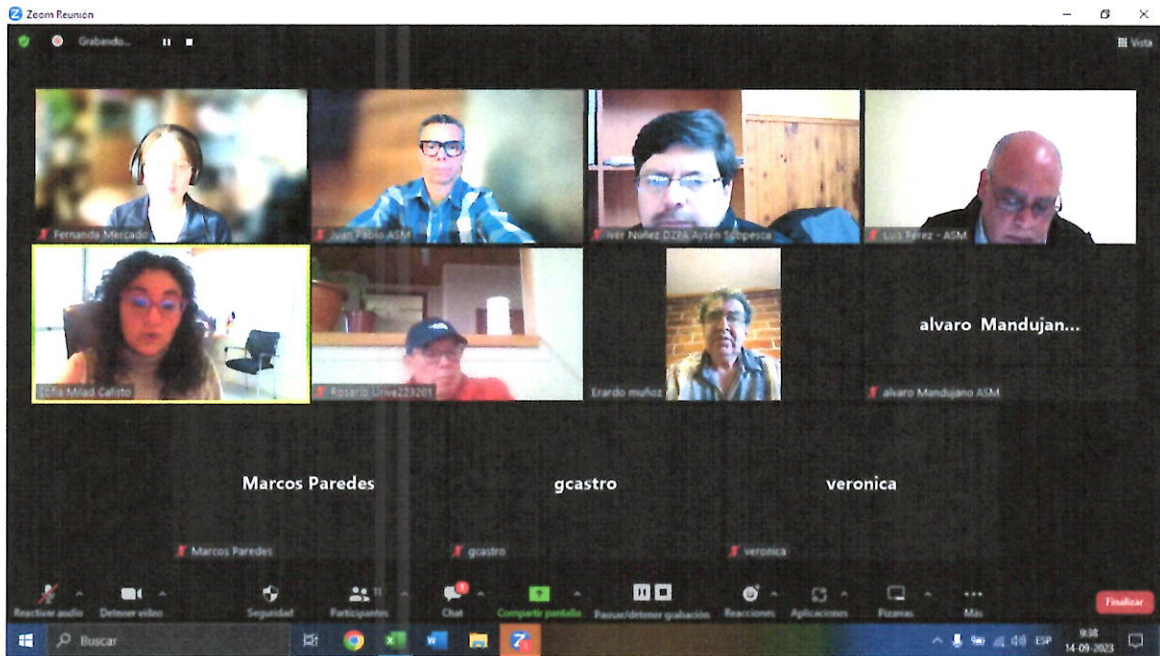 Zoom Reunión
Grabando...
Vista
Fernanda Mercado
Juan Pablo ASM
Iver Núñez DZPA Aysén Subpesca
Luis Perez - ASM
Sofia Milad Calisto
Rosario Urive223201
Erardo muñoz
alvaro Mandujan...
alvaro Mandujano ASM
Marcos Paredes
gcastro
veronica
Marcos Paredes
gcastro
veronica
Reactivar audio
Detener video
Seguridad
Participantes
11
Chat
Compartir pantalla
Pausar/detener grabación
Reacciones
Aplicaciones
Pizarras
Más
Finalizar
Buscar
ESP
9:38
14-09-2023